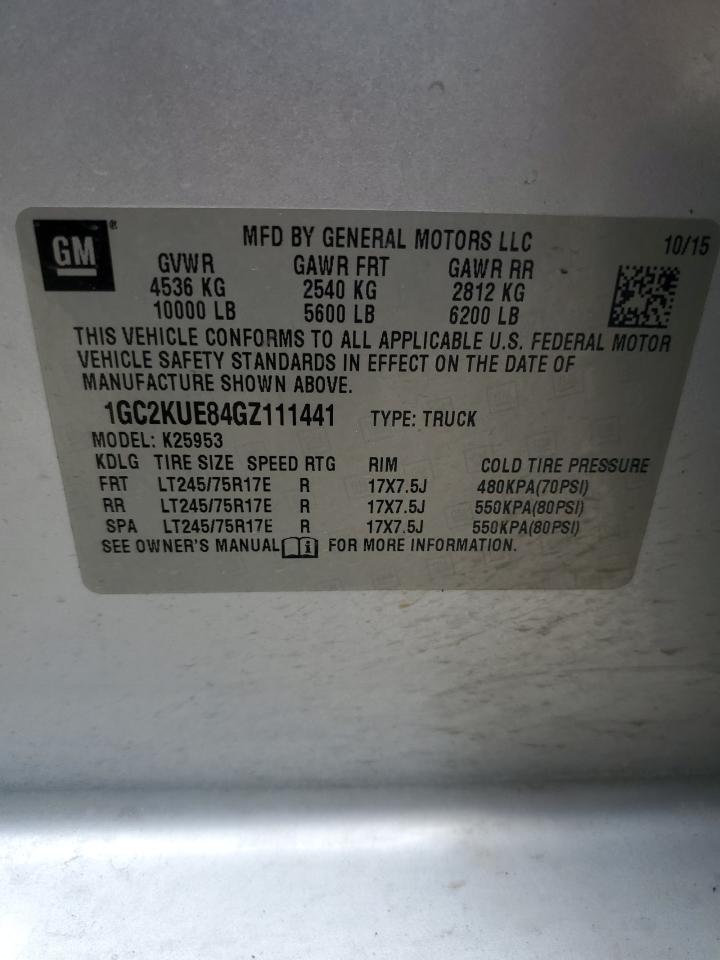 GM® MFD BY GENERAL MOTORS LLC 10/15
GVWR GAWR FRT GAWR RR
4536 KG 2540 KG 2812 KG
10000 LB 5600 LB 6200 LB
THIS VEHICLE CONFORMS TO ALL APPLICABLE U.S. FEDERAL MOTOR
VEHICLE SAFETY STANDARDS IN EFFECT ON THE DATE OF
MANUFACTURE SHOWN ABOVE.
1GC2KUE84GZ111441 TYPE: TRUCK
MODEL: K25953
KDLG TIRE SIZE SPEED RTG RIM COLD TIRE PRESSURE
FRT LT245/75R17E R 17X7.5J 480KPA(70PSI)
RR LT245/75R17E R 17X7.5J 550KPA(80PSI)
SPA LT245/75R17E R 17X7.5J 550KPA(80PSI)
SEE OWNER'S MANUAL i FOR MORE INFORMATION.